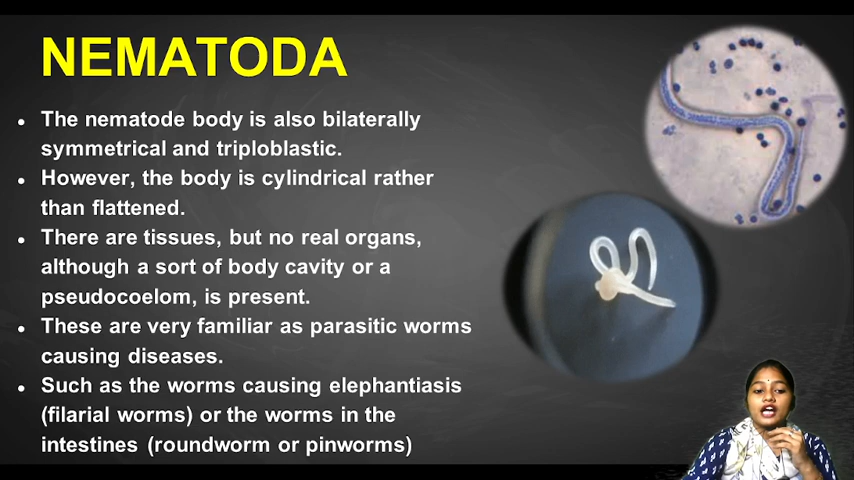 NEMATODA
• The nematode body is also bilaterally
symmetrical and triploblastic.
• However, the body is cylindrical rather
than flattened.
• There are tissues, but no real organs,
although a sort of body cavity or a
pseudocoelom, is present.
• These are very familiar as parasitic worms
causing diseases.
• Such as the worms causing elephantiasis
(filarial worms) or the worms in the
intestines (roundworm or pinworms)